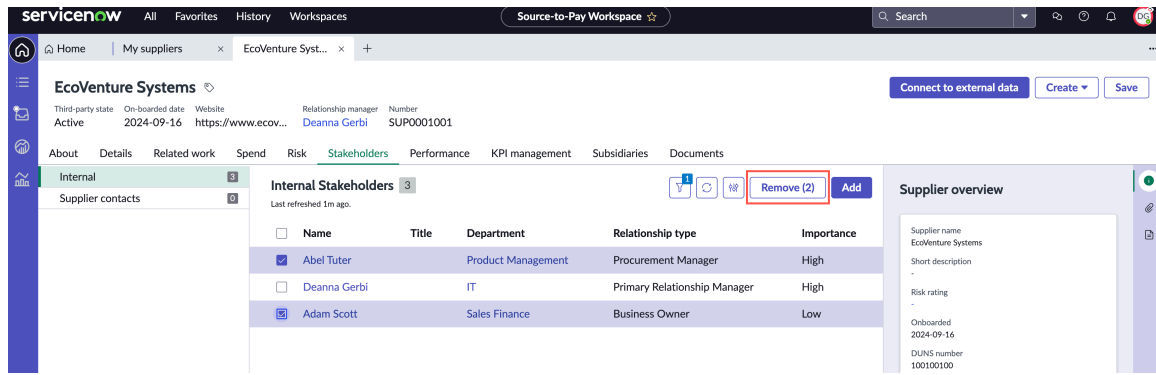 servicenow All Favorites History Workspaces Source-to-Pay Workspace Search DG
Home My suppliers EcoVenture Syst...
EcoVenture Systems
Connect to external data Create Save
Third-party state On-boarded date Website Relationship manager Number
Active 2024-09-16 https://www.ecov... Deanna Gerbi SUP0001001
About Details Related work Spend Risk Stakeholders Performance KPI management Subsidiaries Documents
Internal 3
Supplier contacts 0
Internal Stakeholders 3
Last refreshed 1m ago.
1 Remove (2) Add
Name Title Department Relationship type Importance
Abel Tuter Product Management Procurement Manager High
Deanna Gerbi IT Primary Relationship Manager High
Adam Scott Sales Finance Business Owner Low
Supplier overview
Supplier name
EcoVenture Systems
Short description
-
Risk rating
-
Onboarded
2024-09-16
DUNS number
100100100